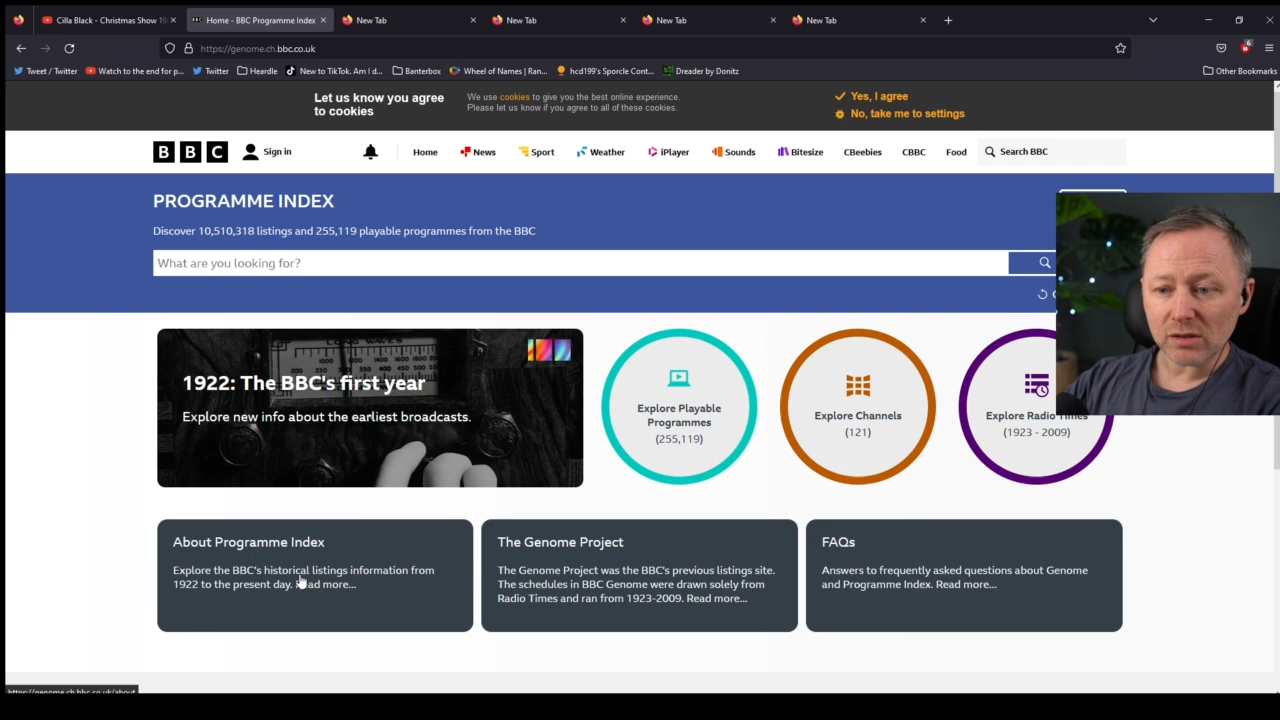 Cilla Black - Christmas Show 19
Home - BBC Programme Index
New Tab
New Tab
New Tab
New Tab
https://genome.ch.bbc.co.uk
6
Tweet / Twitter
Watch to the end for p...
Twitter
Heardle
New to TikTok. Am I d...
Banterbox
Wheel of Names | Ran...
hcd199's Sporcle Cont...
Dreader by Donitz
Other Bookmarks
Let us know you agree
to cookies
We use cookies to give you the best online experience.
Please let us know if you agree to all of these cookies.
Yes, I agree
No, take me to settings
BBC
Sign in
Home
News
Sport
Weather
iPlayer
Sounds
Bitesize
CBeebies
CBBC
Food
Search BBC
PROGRAMME INDEX
Discover 10,510,318 listings and 255,119 playable programmes from the BBC
What are you looking for?
1922: The BBC's first year
Explore new info about the earliest broadcasts.
Explore Playable
Programmes
(255,119)
Explore Channels
(121)
Explore Radio Times
(1923 - 2009)
About Programme Index
Explore the BBC's historical listings information from
1922 to the present day. Read more...
The Genome Project
The Genome Project was the BBC's previous listings site.
The schedules in BBC Genome were drawn solely from
Radio Times and ran from 1923-2009. Read more...
FAQs
Answers to frequently asked questions about Genome
and Programme Index. Read more...
https://genome.ch.bbc.co.uk/about